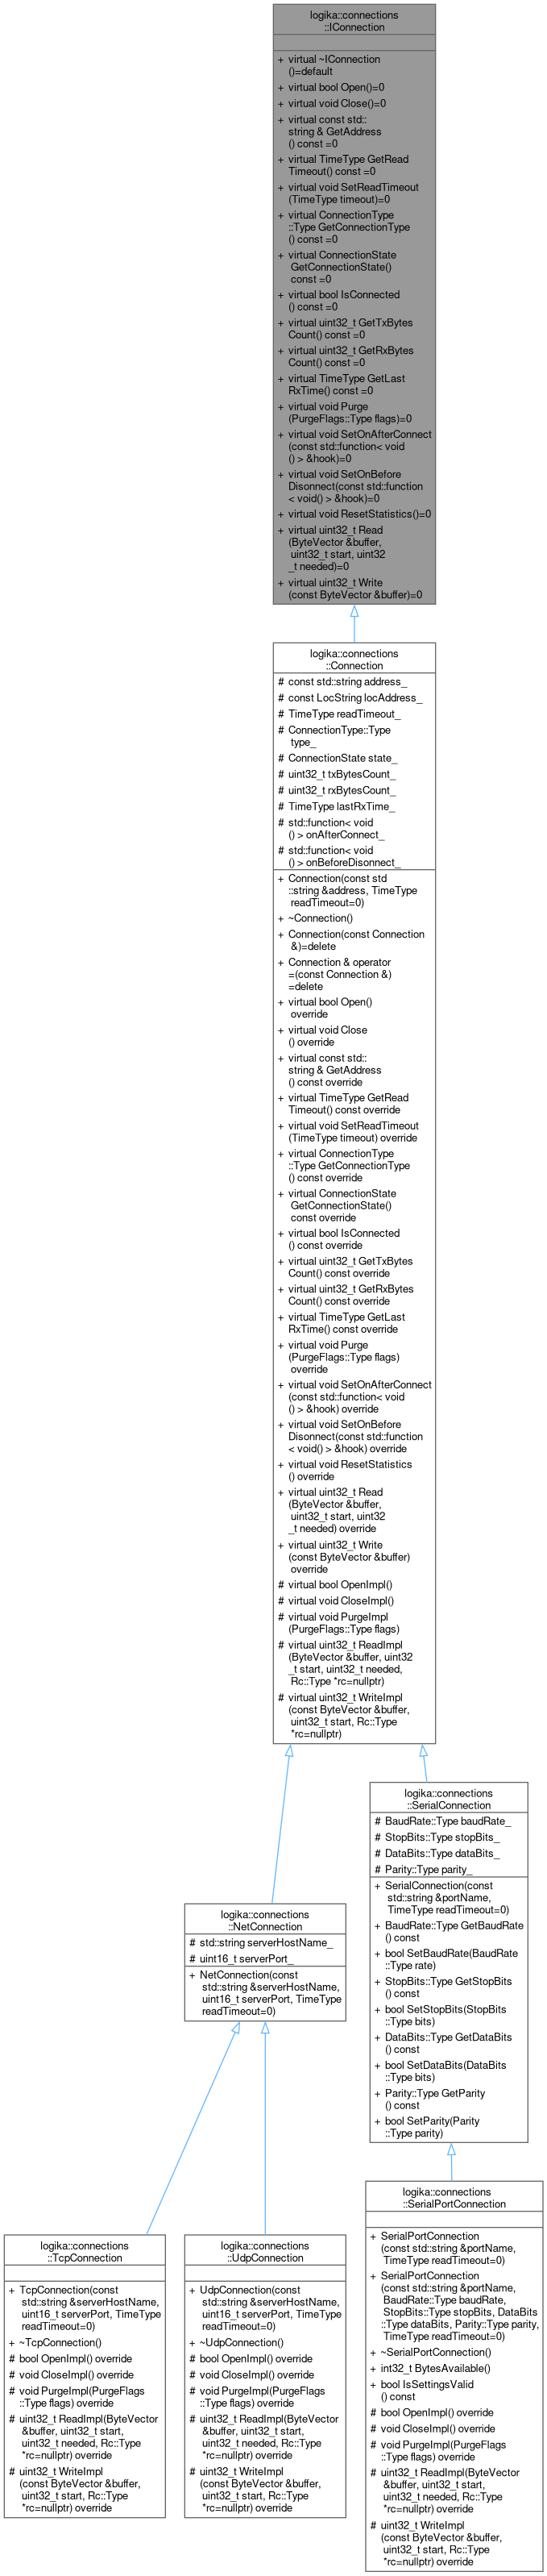 logika::connections
::IConnection
+ virtual ~IConnection
()=default
+ virtual bool Open()=0
+ virtual void Close()=0
+ virtual const std::
string & GetAddress
() const =0
+ virtual TimeType GetRead
Timeout() const =0
+ virtual void SetReadTimeout
(TimeType timeout)=0
+ virtual ConnectionType
::Type GetConnectionType
() const =0
+ virtual ConnectionState
GetConnectionState()
const =0
+ virtual bool IsConnected
() const =0
+ virtual uint32_t GetTxBytes
Count() const =0
+ virtual uint32_t GetRxBytes
Count() const =0
+ virtual TimeType GetLast
RxTime() const =0
+ virtual void Purge
(PurgeFlags::Type flags)=0
+ virtual void SetOnAfterConnect
(const std::function< void
() > &hook)=0
+ virtual void SetOnBefore
Disonnect(const std::function
< void() > &hook)=0
+ virtual void ResetStatistics()=0
+ virtual uint32_t Read
(ByteVector &buffer,
uint32_t start, uint32
_t needed)=0
+ virtual uint32_t Write
(const ByteVector &buffer)=0
logika::connections
::Connection
# const std::string address_
# const LocString locAddress_
# TimeType readTimeout_
# ConnectionType::Type
type_
# ConnectionState state_
# uint32_t txBytesCount_
# uint32_t rxBytesCount_
# TimeType lastRxTime_
# std::function< void
() > onAfterConnect_
# std::function< void
() > onBeforeDisonnect_
+ Connection(const std
::string &address, TimeType
readTimeout=0)
+ ~Connection()
+ Connection(const Connection
&)=delete
+ Connection & operator
=(const Connection &)
=delete
+ virtual bool Open()
override
+ virtual void Close
() override
+ virtual const std::
string & GetAddress
() const override
+ virtual TimeType GetRead
Timeout() const override
+ virtual void SetReadTimeout
(TimeType timeout) override
+ virtual ConnectionType
::Type GetConnectionType
() const override
+ virtual ConnectionState
GetConnectionState()
const override
+ virtual bool IsConnected
() const override
+ virtual uint32_t GetTxBytes
Count() const override
+ virtual uint32_t GetRxBytes
Count() const override
+ virtual TimeType GetLast
RxTime() const override
+ virtual void Purge
(PurgeFlags::Type flags)
override
+ virtual void SetOnAfterConnect
(const std::function< void
() > &hook) override
+ virtual void SetOnBefore
Disonnect(const std::function
< void() > &hook) override
+ virtual void ResetStatistics
() override
+ virtual uint32_t Read
(ByteVector &buffer,
uint32_t start, uint32
_t needed) override
+ virtual uint32_t Write
(const ByteVector &buffer)
override
# virtual bool OpenImpl()
# virtual void CloseImpl()
# virtual void PurgeImpl
(PurgeFlags::Type flags)
# virtual uint32_t ReadImpl
(ByteVector &buffer, uint32
_t start, uint32_t needed,
Rc::Type *rc=nullptr)
# virtual uint32_t WriteImpl
(const ByteVector &buffer,
uint32_t start, Rc::Type
*rc=nullptr)
logika::connections
::SerialConnection
# BaudRate::Type baudRate_
# StopBits::Type stopBits_
# DataBits::Type dataBits_
# Parity::Type parity_
+ SerialConnection(const
std::string &portName,
TimeType readTimeout=0)
+ BaudRate::Type GetBaudRate
() const
+ bool SetBaudRate(BaudRate
::Type rate)
+ StopBits::Type GetStopBits
() const
+ bool SetStopBits(StopBits
::Type bits)
+ DataBits::Type GetDataBits
() const
+ bool SetDataBits(DataBits
::Type bits)
+ Parity::Type GetParity
() const
+ bool SetParity(Parity
::Type parity)
logika::connections
::NetConnection
# std::string serverHostName_
# uint16_t serverPort_
+ NetConnection(const
std::string &serverHostName,
uint16_t serverPort, TimeType
readTimeout=0)
logika::connections
::TcpConnection
+ TcpConnection(const
std::string &serverHostName,
uint16_t serverPort, TimeType
readTimeout=0)
+ ~TcpConnection()
# bool OpenImpl() override
# void CloseImpl() override
# void PurgeImpl(PurgeFlags
::Type flags) override
# uint32_t ReadImpl(ByteVector
&buffer, uint32_t start,
uint32_t needed, Rc::Type
*rc=nullptr) override
# uint32_t WriteImpl
(const ByteVector &buffer,
uint32_t start, Rc::Type
*rc=nullptr) override
logika::connections
::UdpConnection
+ UdpConnection(const
std::string &serverHostName,
uint16_t serverPort, TimeType
readTimeout=0)
+ ~UdpConnection()
# bool OpenImpl() override
# void CloseImpl() override
# void PurgeImpl(PurgeFlags
::Type flags) override
# uint32_t ReadImpl(ByteVector
&buffer, uint32_t start,
uint32_t needed, Rc::Type
*rc=nullptr) override
# uint32_t WriteImpl
(const ByteVector &buffer,
uint32_t start, Rc::Type
*rc=nullptr) override
logika::connections
::SerialPortConnection
+ SerialPortConnection
(const std::string &portName,
TimeType readTimeout=0)
+ SerialPortConnection
(const std::string &portName,
BaudRate::Type baudRate,
StopBits::Type stopBits, DataBits
::Type dataBits, Parity::Type parity,
TimeType readTimeout=0)
+ ~SerialPortConnection()
+ int32_t BytesAvailable()
+ bool IsSettingsValid
() const
# bool OpenImpl() override
# void CloseImpl() override
# void PurgeImpl(PurgeFlags
::Type flags) override
# uint32_t ReadImpl(ByteVector
&buffer, uint32_t start,
uint32_t needed, Rc::Type
*rc=nullptr) override
# uint32_t WriteImpl
(const ByteVector &buffer,
uint32_t start, Rc::Type
*rc=nullptr) override